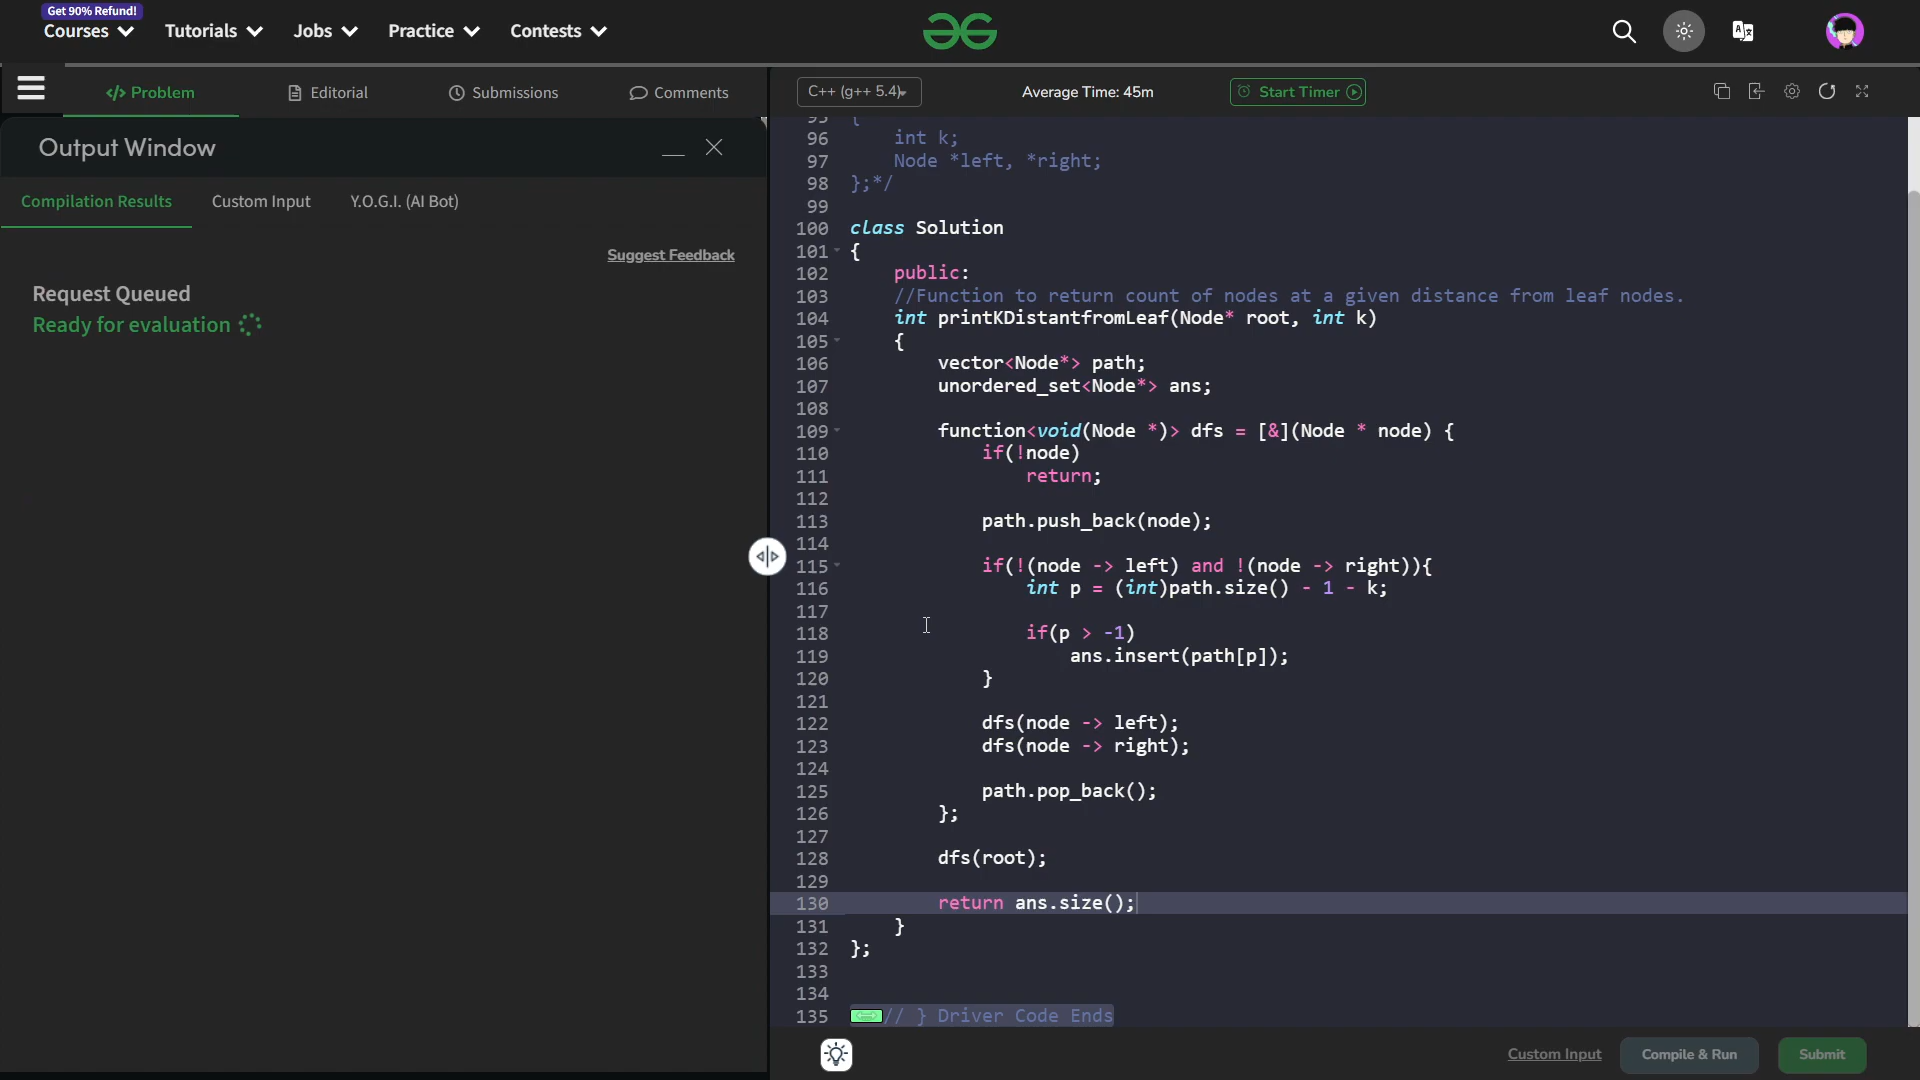 Get 90% Refund!
Courses
Tutorials
Jobs
Practice
Contests
Problem
Editorial
Submissions
Comments
C++ (g++ 5.4)
Average Time: 45m
Start Timer
Output Window
Compilation Results
Custom Input
Y.O.G.I. (AI Bot)
Suggest Feedback
Request Queued
Ready for evaluation
95 {
96 int k;
97 Node *left, *right;
98 };*/
99
100 class Solution
101 {
102 public:
103 //Function to return count of nodes at a given distance from leaf nodes.
104 int printKDistantfromLeaf(Node* root, int k)
105 {
106 vector<Node*> path;
107 unordered_set<Node*> ans;
108
109 function<void(Node *)> dfs = [&](Node * node) {
110 if(!node)
111 return;
112
113 path.push_back(node);
114
115 if(!(node -> left) and !(node -> right)){
116 int p = (int)path.size() - 1 - k;
117
118 if(p > -1)
119 ans.insert(path[p]);
120 }
121
122 dfs(node -> left);
123 dfs(node -> right);
124
125 path.pop_back();
126 };
127
128 dfs(root);
129
130 return ans.size();
131 }
132 };
133
134
135 // } Driver Code Ends
Custom Input
Compile & Run
Submit